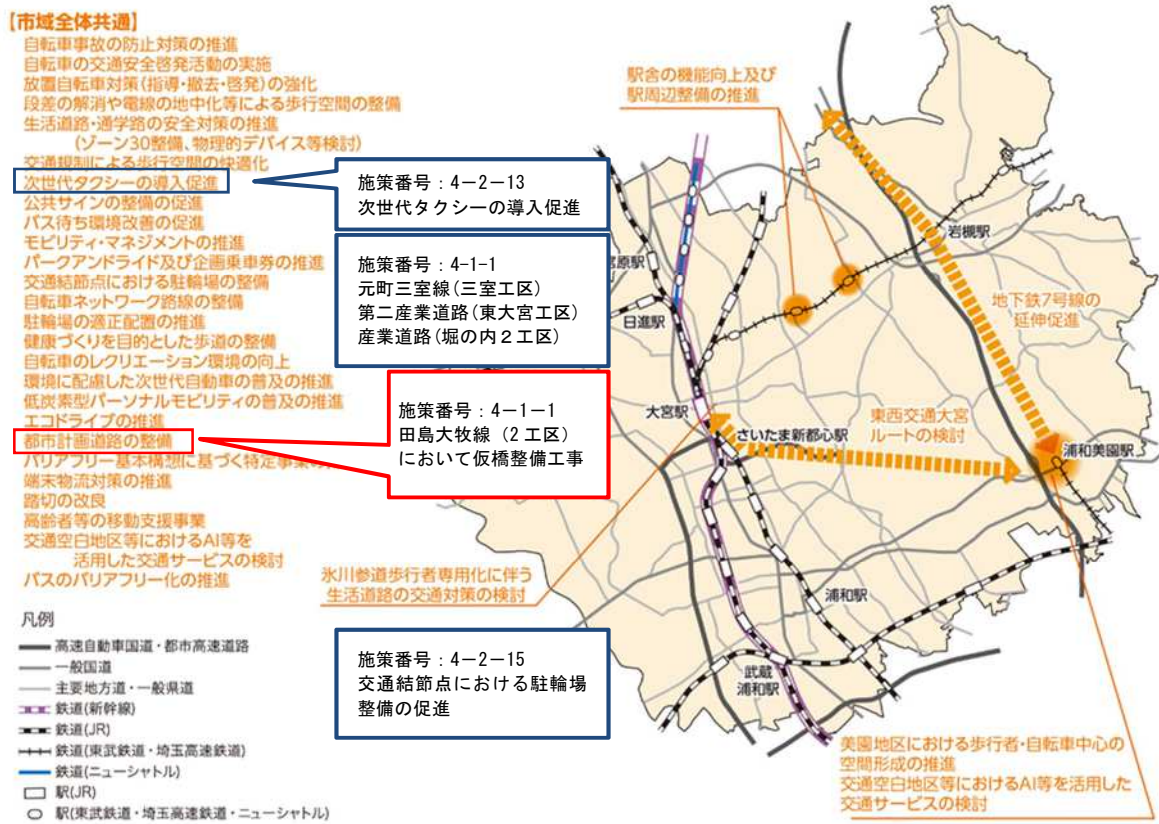 【市域全体共通】
自転車事故の防止対策の推進
自転車の交通安全啓発活動の実施
放置自転車対策(指導・撤去・啓発)の強化
段差の解消や電線の地中化等による歩行空間の整備
生活道路・通学路の安全対策の推進
(ゾーン30整備、物理的デバイス等検討)
交通規制による歩行空間の快適化
次世代タクシーの導入促進
公共サインの整備の促進
バス待ち環境改善の促進
モビリティ・マネジメントの推進
パークアンドライド及び企画乗車券の推進
交通結節点における駐輪場の整備
自転車ネットワーク路線の整備
駐輪場の適正配置の推進
健康づくりを目的とした歩道の整備
自転車のレクリエーション環境の向上
環境に配慮した次世代自動車の普及の推進
低炭素型パーソナルモビリティの普及の推進
エコドライブの推進
都市計画道路の整備
バリアフリー基本構想に基づく特定事業の
端末物流対策の推進
踏切の改良
高齢者等の移動支援事業
交通空白地区等におけるAI等を
活用した交通サービスの検討
バスのバリアフリー化の推進
施策番号：4－2－13
次世代タクシーの導入促進
施策番号：4-1-1
元町三室線(三室工区)
第二産業道路(東大宮工区)
産業道路(堀の内２工区)
施策番号：4－1－1
田島大牧線（2 工区）
において仮橋整備工事
施策番号：4－2－15
交通結節点における駐輪場
整備の促進
駅舎の機能向上及び
駅周辺整備の推進
岩槻駅
宮原駅
日進駅
地下鉄7号線の
延伸促進
大宮駅
さいたま新都心駅
東西交通大宮
ルートの検討
浦和美園駅
氷川参道歩行者専用化に伴う
生活道路の交通対策の検討
浦和駅
武蔵
浦和駅
美園地区における歩行者・自転車中心の
空間形成の推進
交通空白地区等におけるAI等を活用した
交通サービスの検討
凡例
高速自動車国道・都市高速道路
一般国道
主要地方道・一般県道
鉄道(新幹線)
鉄道(JR)
鉄道(東武鉄道・埼玉高速鉄道)
鉄道(ニューシャトル)
駅(JR)
駅(東武鉄道・埼玉高速鉄道・ニューシャトル)